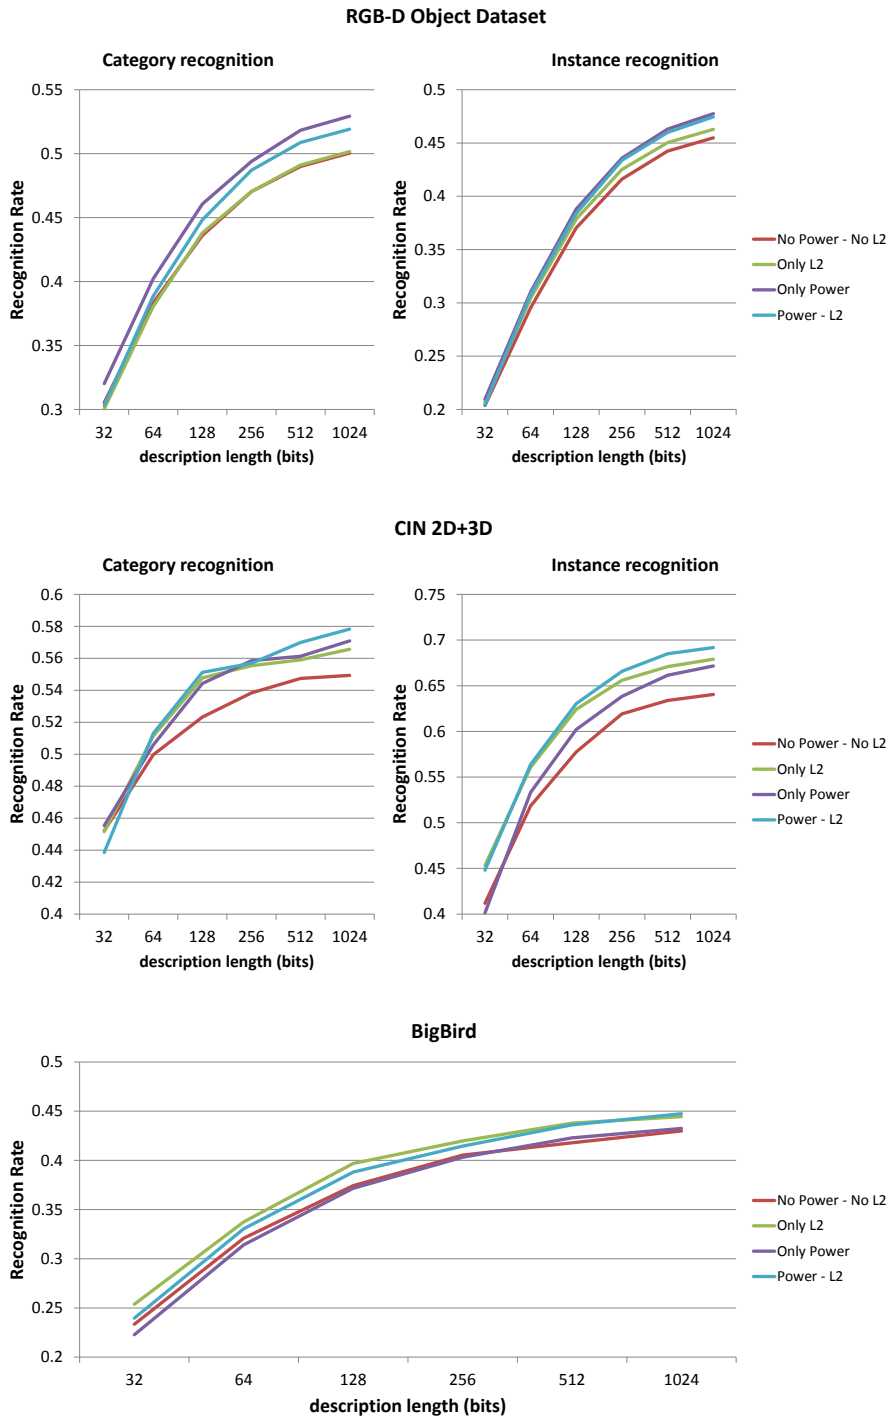 RGB-D Object Dataset
Category recognition
Recognition Rate
0.55
0.5
0.45
0.4
0.35
0.3
32 64 128 256 512 1024
description length (bits)
Instance recognition
Recognition Rate
0.5
0.45
0.4
0.35
0.3
0.25
0.2
32 64 128 256 512 1024
description length (bits)
No Power - No L2
Only L2
Only Power
Power - L2
CIN 2D+3D
Category recognition
Recognition Rate
0.6
0.58
0.56
0.54
0.52
0.5
0.48
0.46
0.44
0.42
0.4
32 64 128 256 512 1024
description length (bits)
Instance recognition
Recognition Rate
0.75
0.7
0.65
0.6
0.55
0.5
0.45
0.4
32 64 128 256 512 1024
description length (bits)
No Power - No L2
Only L2
Only Power
Power - L2
BigBird
Recognition Rate
0.5
0.45
0.4
0.35
0.3
0.25
0.2
32 64 128 256 512 1024
description length (bits)
No Power - No L2
Only L2
Only Power
Power - L2